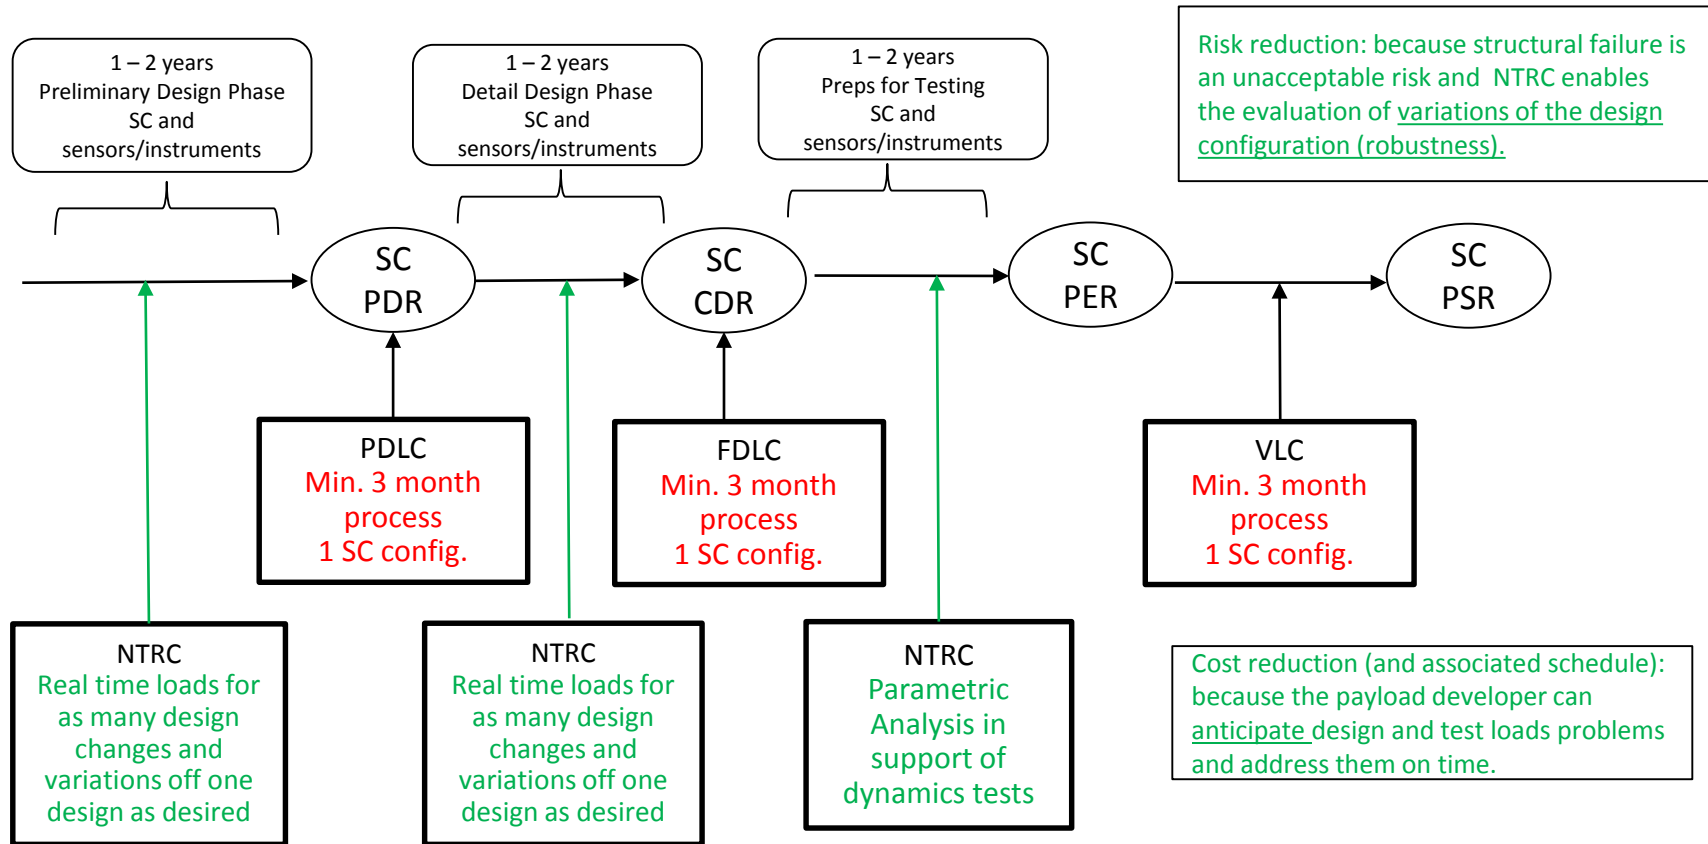 1 – 2 years
Preliminary Design Phase
SC and
sensors/instruments
1 – 2 years
Detail Design Phase
SC and
sensors/instruments
1 – 2 years
Preps for Testing
SC and
sensors/instruments
Risk reduction: because structural failure is
an unacceptable risk and NTRC enables
the evaluation of variations of the design
configuration (robustness).
SC
PDR
SC
CDR
SC
PER
SC
PSR
PDLC
Min. 3 month
process
1 SC config.
FDLC
Min. 3 month
process
1 SC config.
VLC
Min. 3 month
process
1 SC config.
NTRC
Real time loads for
as many design
changes and
variations off one
design as desired
NTRC
Real time loads for
as many design
changes and
variations off one
design as desired
NTRC
Parametric
Analysis in
support of
dynamics tests
Cost reduction (and associated schedule):
because the payload developer can
anticipate design and test loads problems
and address them on time.